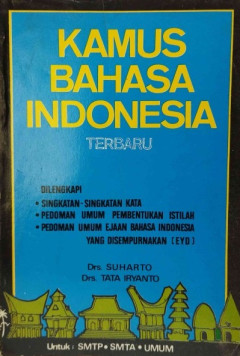 KAMUS
BAHASA
INDONESIA
TERBARU
DILENGKAPI
• SINGKATAN-SINGKATAN KATA
• PEDOMAN UMUM PEMBENTUKAN ISTILAH
• PEDOMAN UMUM EJAAN BAHASA INDONESIA
YANG DISEMPURNAKAN (EYD)
Drs. SUHARTO
Drs. TATA IRYANTO
Untuk : SMTP • SMTA • UMUM